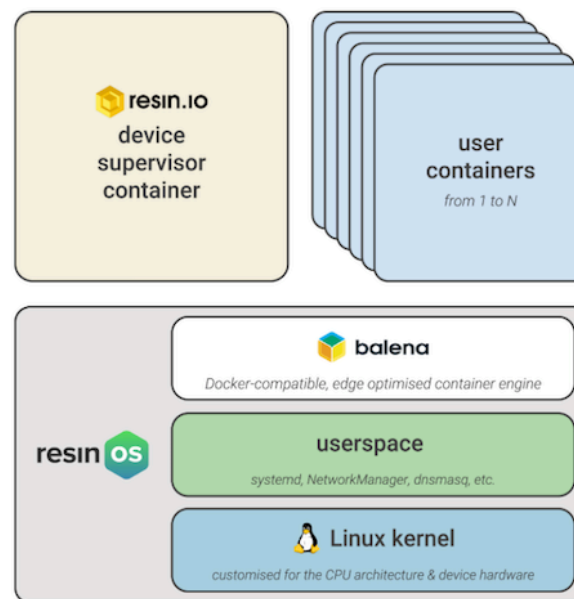 resin.io
device
supervisor
container
user
containers
from 1 to N
balena
Docker-compatible, edge optimised container engine
resin OS
userspace
systemd, NetworkManager, dnsmasq, etc.
Linux kernel
customised for the CPU architecture & device hardware